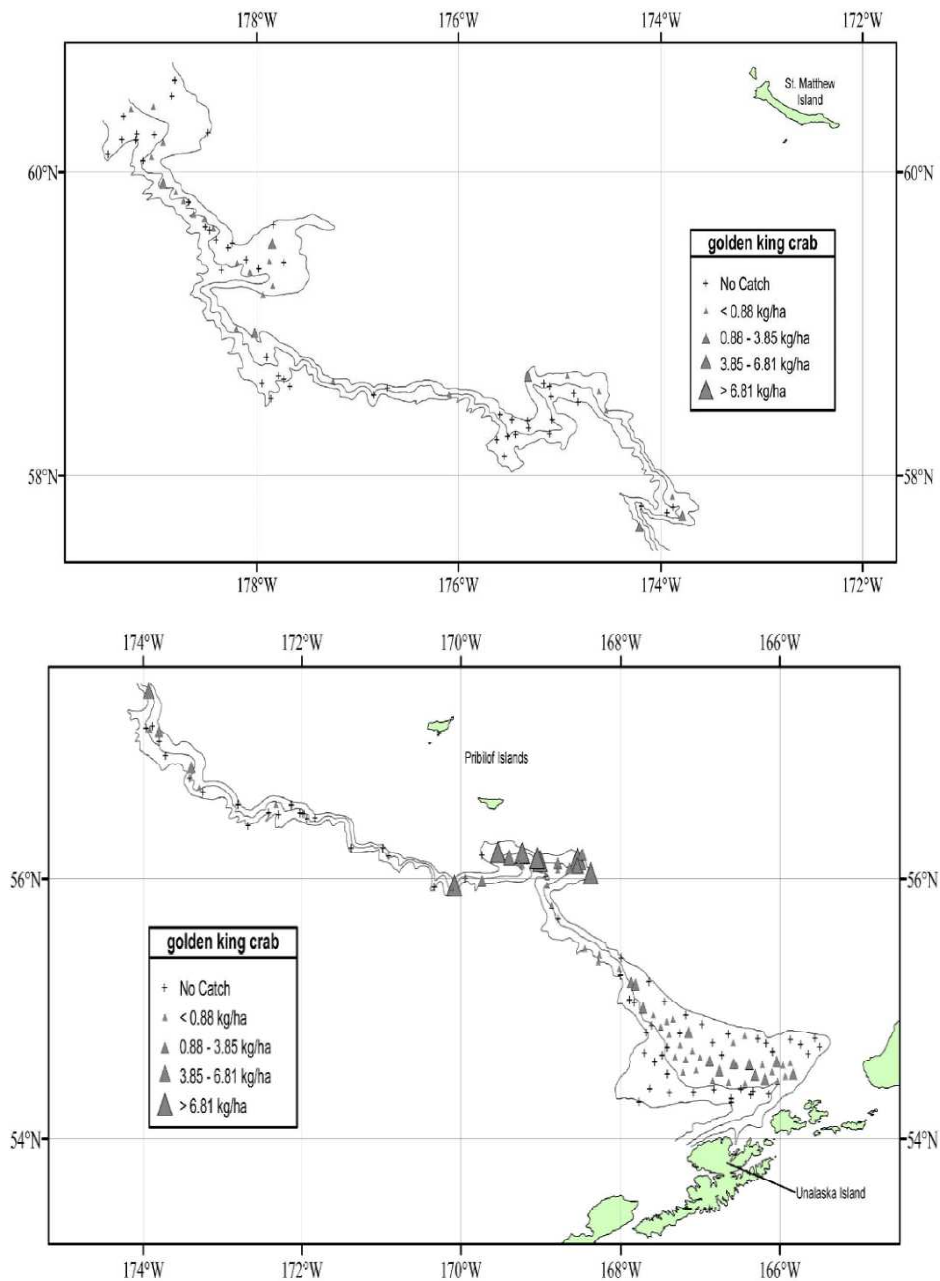 178°W 176°W 174°W 172°W
St. Matthew
Island
60°N 60°N
golden king crab
No Catch
< 0.88 kg/ha
0.88 - 3.85 kg/ha
3.85 - 6.81 kg/ha
> 6.81 kg/ha
58°N 58°N
178°W 176°W 174°W 172°W
174°W 172°W 170°W 168°W 166°W
Pribilof Islands
56°N 56°N
golden king crab
No Catch
< 0.88 kg/ha
0.88 - 3.85 kg/ha
3.85 - 6.81 kg/ha
> 6.81 kg/ha
54°N 54°N
Unalaska Island
174°W 172°W 170°W 168°W 166°W